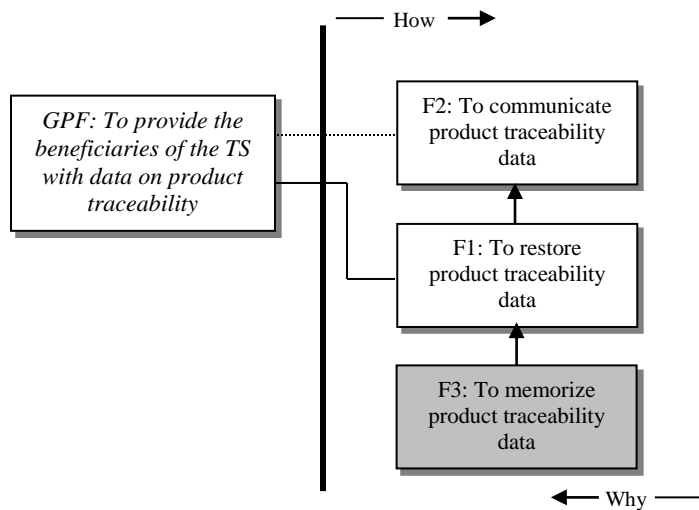 How
GPF: To provide the
beneficiaries of the TS
with data on product
traceability
F2: To communicate
product traceability
data
F1: To restore
product traceability
data
F3: To memorize
product traceability
data
Why